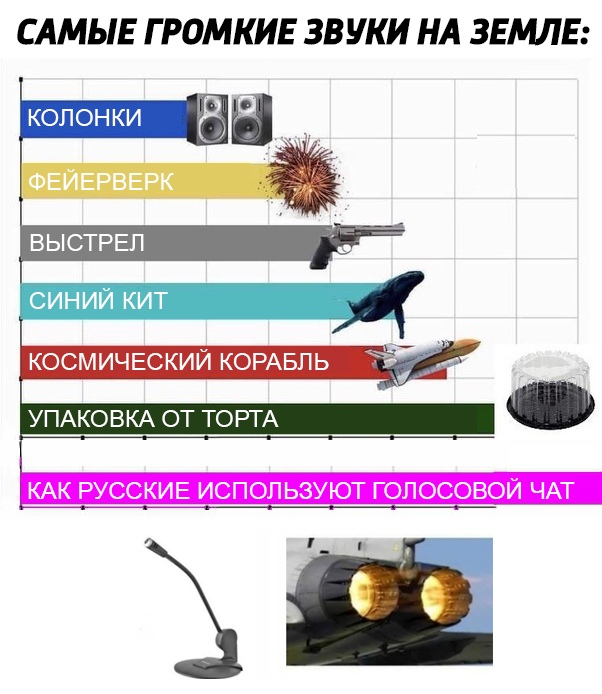 САМЫЕ ГРОМКИЕ ЗВУКИ НА ЗЕМЛЕ:
КОЛОНКИ
ФЕЙЕРВЕРК
ВЫСТРЕЛ
СИНИЙ КИТ
КОСМИЧЕСКИЙ КОРАБЛЬ
УПАКОВКА ОТ ТОРТА
КАК РУССКИЕ ИСПОЛЬЗУЮТ ГОЛОСОВОЙ ЧАТ